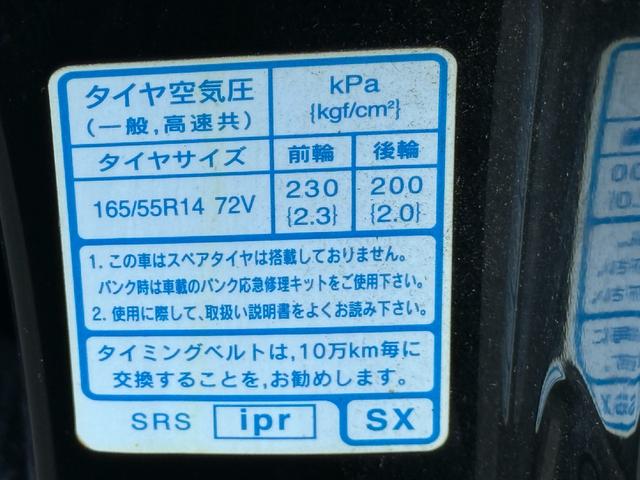 タイヤ空気圧
(一般,高速共)
kPa
{kgf/cm²}
タイヤサイズ 前輪 後輪
165/55R14 72V 230 200
{2.3} {2.0}
1. この車はスペアタイヤは搭載しておりません。
パンク時は車載のパンク応急修理キットをご使用下さい。
2. 使用に際して、取扱い説明書をよくお読み下さい。
タイミングベルトは,10万km毎に
交換することを,お勧めします。
SRS ipr SX